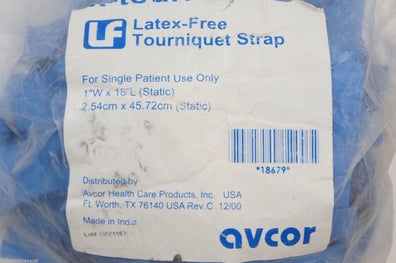 LF Latex-Free
Tourniquet Strap
For Single Patient Use Only
1"W x 18"L (Static)
2.54cm x 45.72cm (Static)
*18679*
Distributed by
Avcor Health Care Products, Inc. USA
Ft. Worth, TX 76140 USA Rev.C 12/00
Made in India
avcor